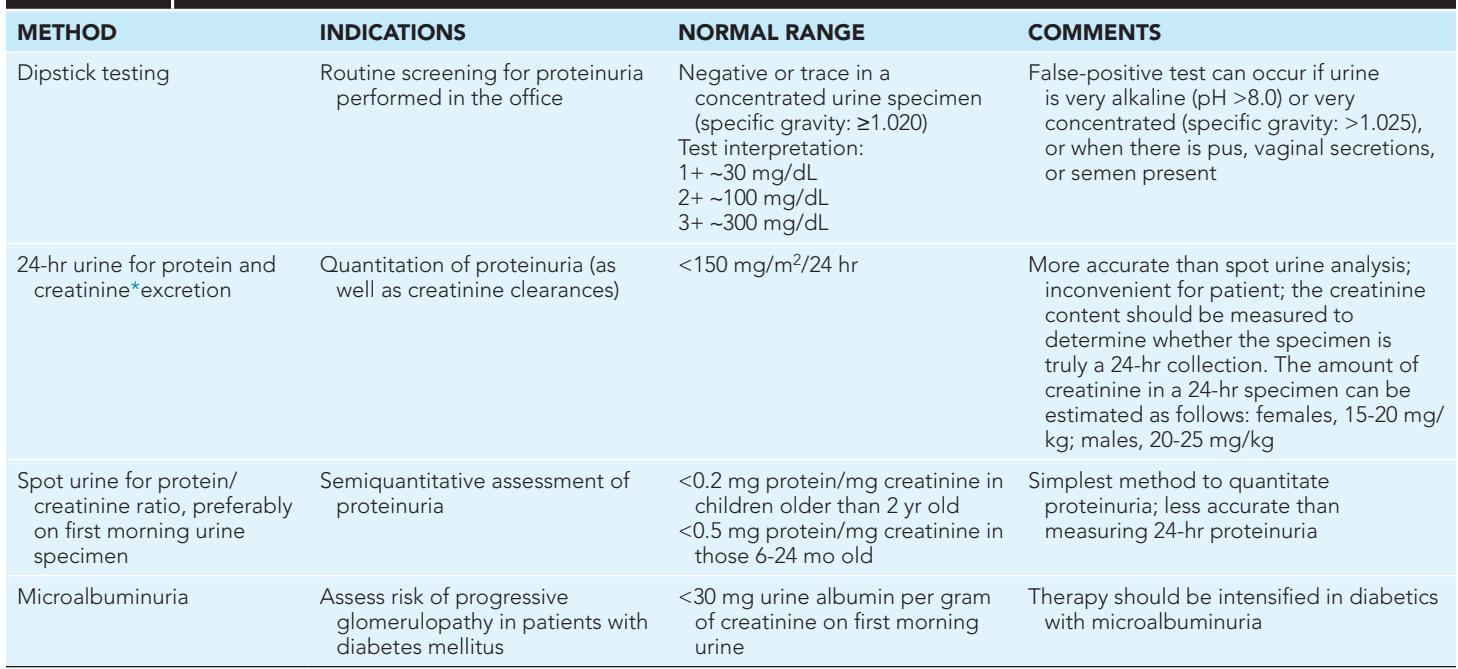 METHOD INDICATIONS NORMAL RANGE COMMENTS
Dipstick testing
Routine screening for proteinuria
performed in the office
Negative or trace in a
concentrated urine specimen
(specific gravity: ≥1.020)
Test interpretation:
1+ ~30 mg/dL
2+ ~100 mg/dL
3+ ~300 mg/dL
False-positive test can occur if urine
is very alkaline (pH >8.0) or very
concentrated (specific gravity: >1.025),
or when there is pus, vaginal secretions,
or semen present
24-hr urine for protein and
creatinine*excretion
Quantitation of proteinuria (as
well as creatinine clearances)
<150 mg/m²/24 hr
More accurate than spot urine analysis;
inconvenient for patient; the creatinine
content should be measured to
determine whether the specimen is
truly a 24-hr collection. The amount of
creatinine in a 24-hr specimen can be
estimated as follows: females, 15-20 mg/
kg; males, 20-25 mg/kg
Spot urine for protein/
creatinine ratio, preferably
on first morning urine
specimen
Semiquantitative assessment of
proteinuria
<0.2 mg protein/mg creatinine in
children older than 2 yr old
<0.5 mg protein/mg creatinine in
those 6-24 mo old
Simplest method to quantitate
proteinuria; less accurate than
measuring 24-hr proteinuria
Microalbuminuria
Assess risk of progressive
glomerulopathy in patients with
diabetes mellitus
<30 mg urine albumin per gram
of creatinine on first morning
urine
Therapy should be intensified in diabetics
with microalbuminuria